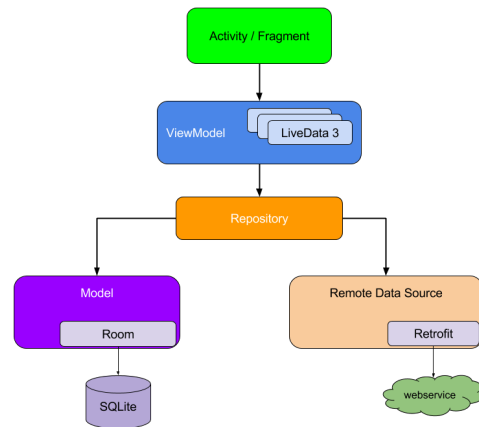 Activity / Fragment
ViewModel
LiveData 3
Repository
Model
Remote Data Source
Room
Retrofit
SQLite
webservice